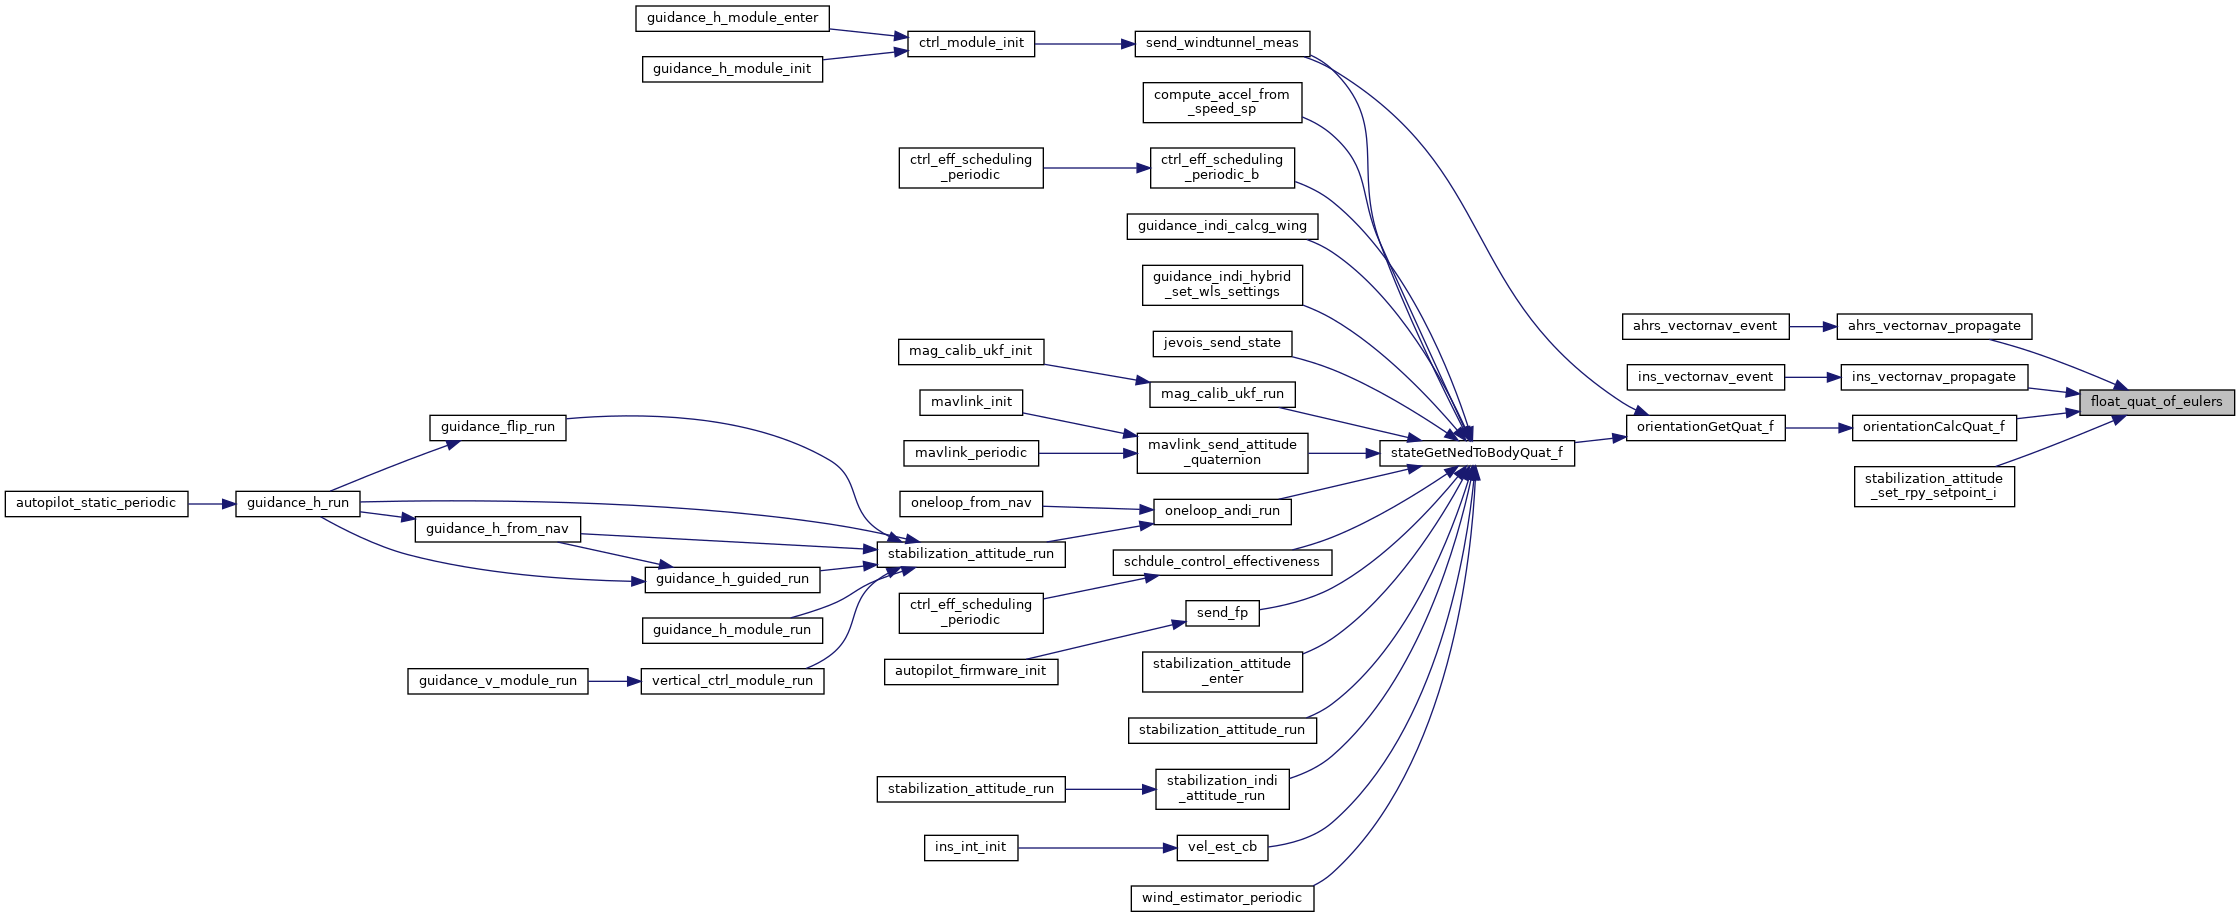 guidance_h_module_enter
guidance_h_module_init
ctrl_module_init
send_windtunnel_meas
compute_accel_from
_speed_sp
ctrl_eff_scheduling
_periodic
ctrl_eff_scheduling
_periodic_b
guidance_indi_calcg_wing
guidance_indi_hybrid
_set_wls_settings
jevois_send_state
mag_calib_ukf_init
mag_calib_ukf_run
mavlink_init
mavlink_periodic
mavlink_send_attitude
_quaternion
oneloop_from_nav
oneloop_andi_run
guidance_flip_run
autopilot_static_periodic
guidance_h_run
guidance_h_from_nav
guidance_h_guided_run
stabilization_attitude_run
guidance_h_module_run
guidance_v_module_run
vertical_ctrl_module_run
schdule_control_effectiveness
ctrl_eff_scheduling
_periodic
send_fp
autopilot_firmware_init
stabilization_attitude
_enter
stabilization_attitude_run
stabilization_attitude_run
stabilization_indi
_attitude_run
ins_int_init
vel_est_cb
wind_estimator_periodic
stateGetNedToBodyQuat_f
ahrs_vectornav_event
ahrs_vectornav_propagate
ins_vectornav_event
ins_vectornav_propagate
orientationGetQuat_f
orientationCalcQuat_f
stabilization_attitude
_set_rpy_setpoint_i
float_quat_of_eulers